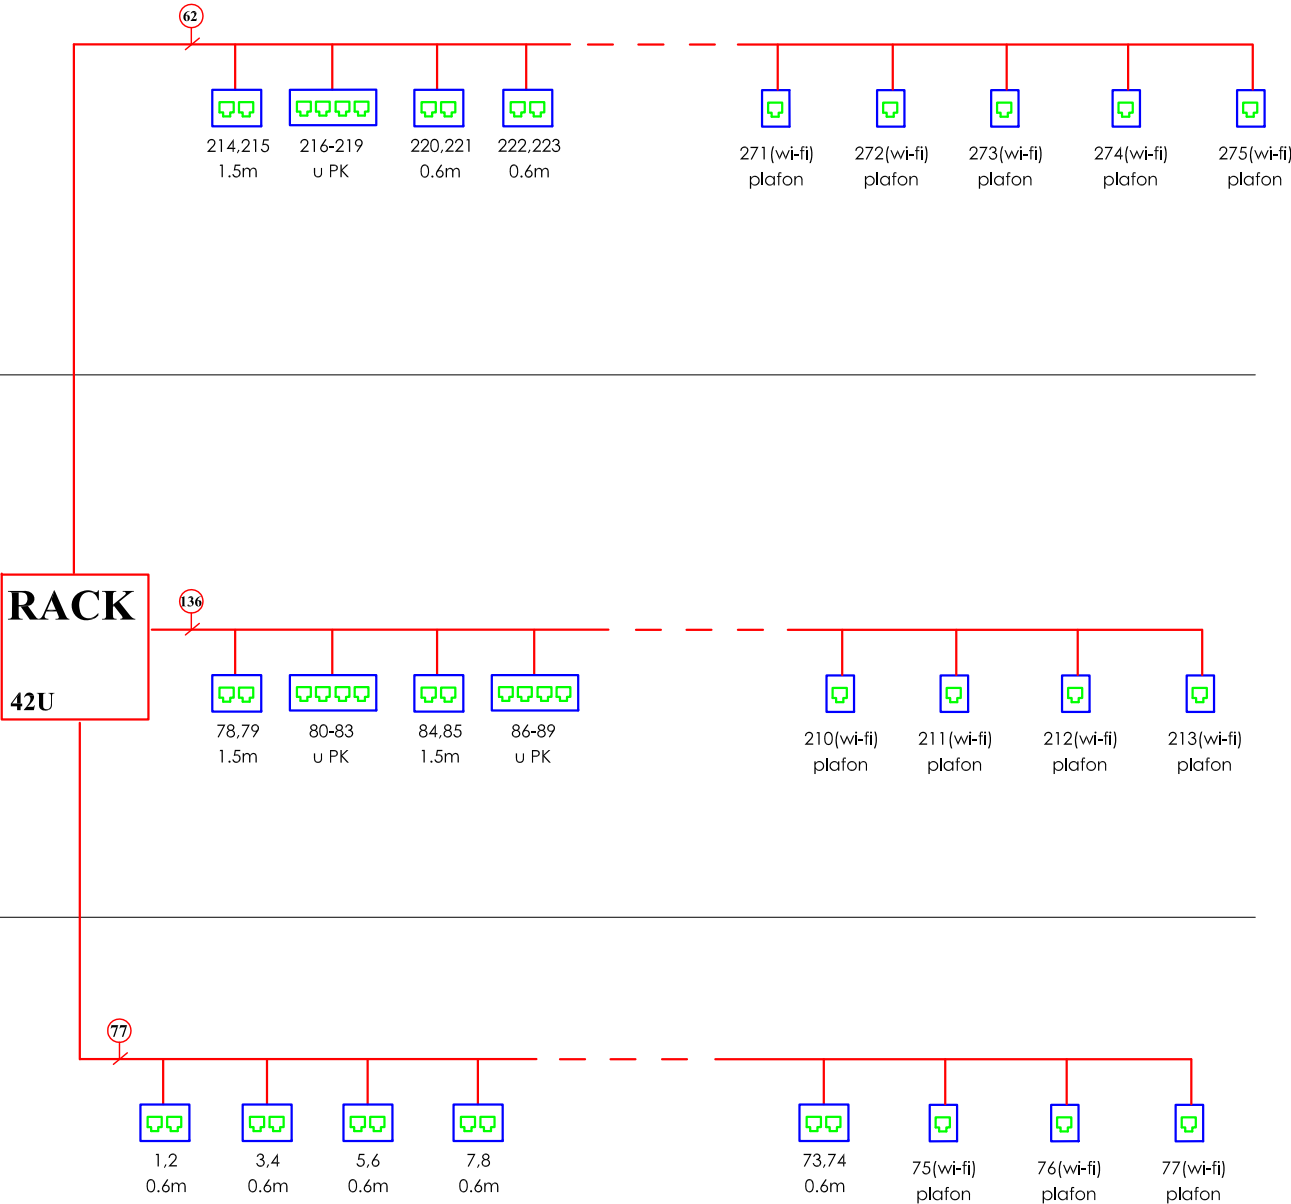 62
214,215 216-219 220,221 222,223 271(wi-fi) 272(wi-fi) 273(wi-fi) 274(wi-fi) 275(wi-fi)
1.5m u PK 0.6m 0.6m plafon plafon plafon plafon plafon
RACK
42U
136
78,79 80-83 84,85 86-89 210(wi-fi) 211(wi-fi) 212(wi-fi) 213(wi-fi)
1.5m u PK 1.5m u PK plafon plafon plafon plafon
77
1,2 3,4 5,6 7,8 73,74 75(wi-fi) 76(wi-fi) 77(wi-fi)
0.6m 0.6m 0.6m 0.6m 0.6m plafon plafon plafon